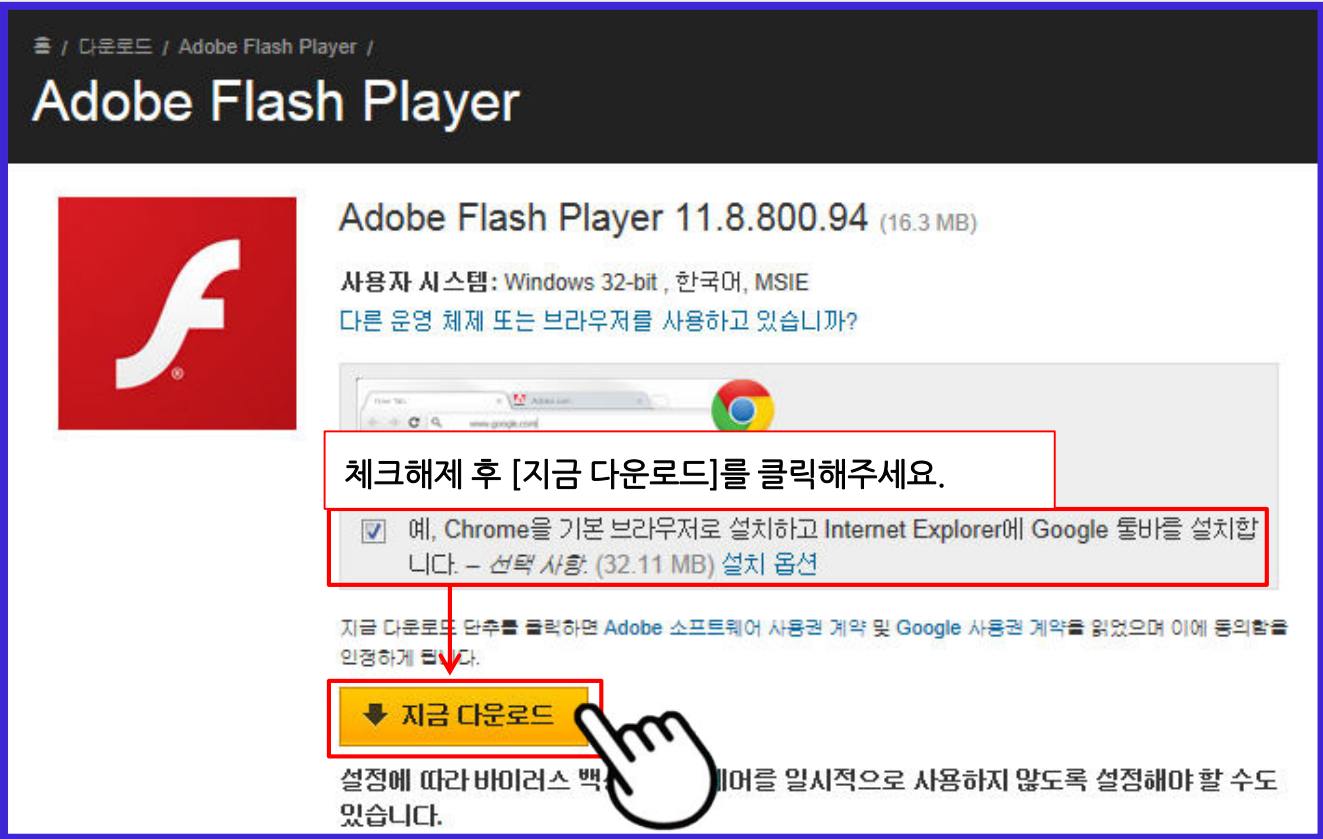 홈 / 다운로드 / Adobe Flash Player /
Adobe Flash Player
Adobe Flash Player 11.8.800.94 (16.3 MB)
사용자 시스템: Windows 32-bit , 한국어, MSIE
다른 운영 체제 또는 브라우저를 사용하고 있습니까?
www.google.com
체크해제 후 [지금 다운로드]를 클릭해주세요.
예, Chrome을 기본 브라우저로 설치하고 Internet Explorer에 Google 툴바를 설치합
니다. – 선택 사항. (32.11 MB) 설치 옵션
지금 다운로드 단추를 클릭하면 Adobe 소프트웨어 사용권 계약 및 Google 사용권 계약을 읽었으며 이에 동의함을
인정하게 됩니다.
지금 다운로드
설정에 따라 바이러스 를 일시적으로 사용하지 않도록 설정해야 할 수도
있습니다.